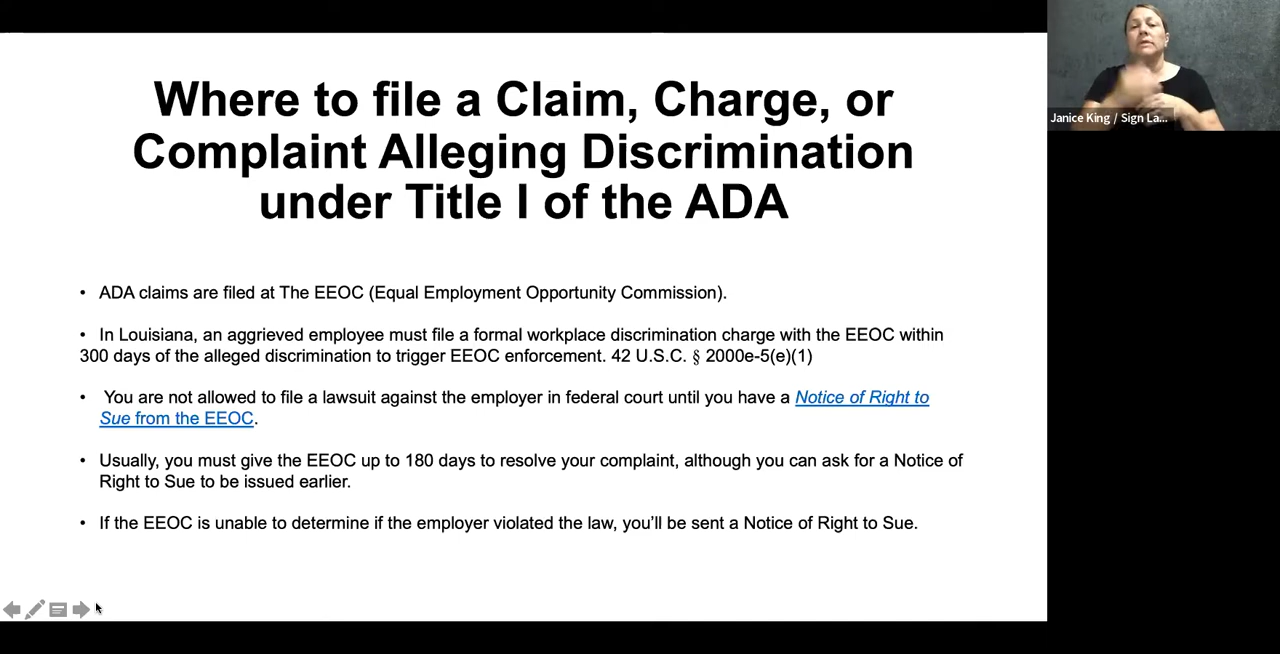 Where to file a Claim, Charge, or
Complaint Alleging Discrimination
under Title I of the ADA
• ADA claims are filed at The EEOC (Equal Employment Opportunity Commission).
• In Louisiana, an aggrieved employee must file a formal workplace discrimination charge with the EEOC within
300 days of the alleged discrimination to trigger EEOC enforcement. 42 U.S.C. § 2000e-5(e)(1)
• You are not allowed to file a lawsuit against the employer in federal court until you have a Notice of Right to
Sue from the EEOC.
• Usually, you must give the EEOC up to 180 days to resolve your complaint, although you can ask for a Notice of
Right to Sue to be issued earlier.
• If the EEOC is unable to determine if the employer violated the law, you’ll be sent a Notice of Right to Sue.
Janice King / Sign La...